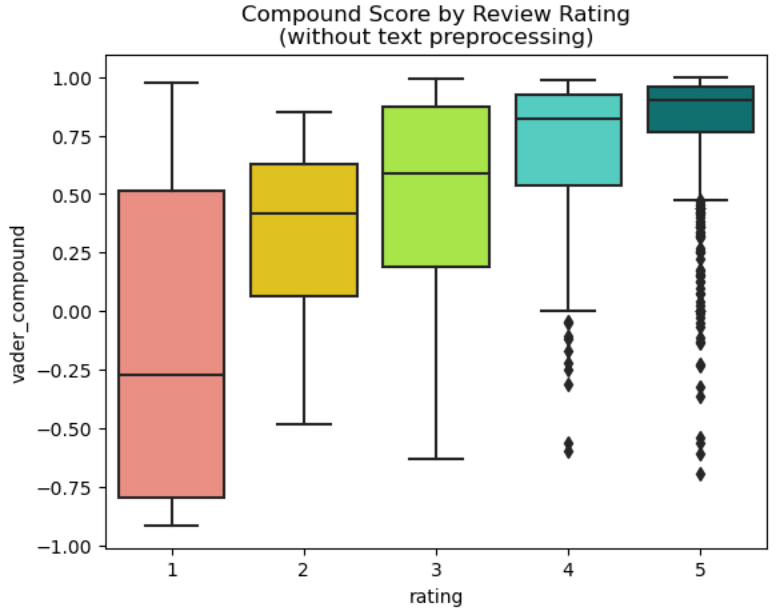 Compound Score by Review Rating
(without text preprocessing)
vader_compound
1.00
0.75
0.50
0.25
0.00
−0.25
−0.50
−0.75
−1.00
1 2 3 4 5
rating